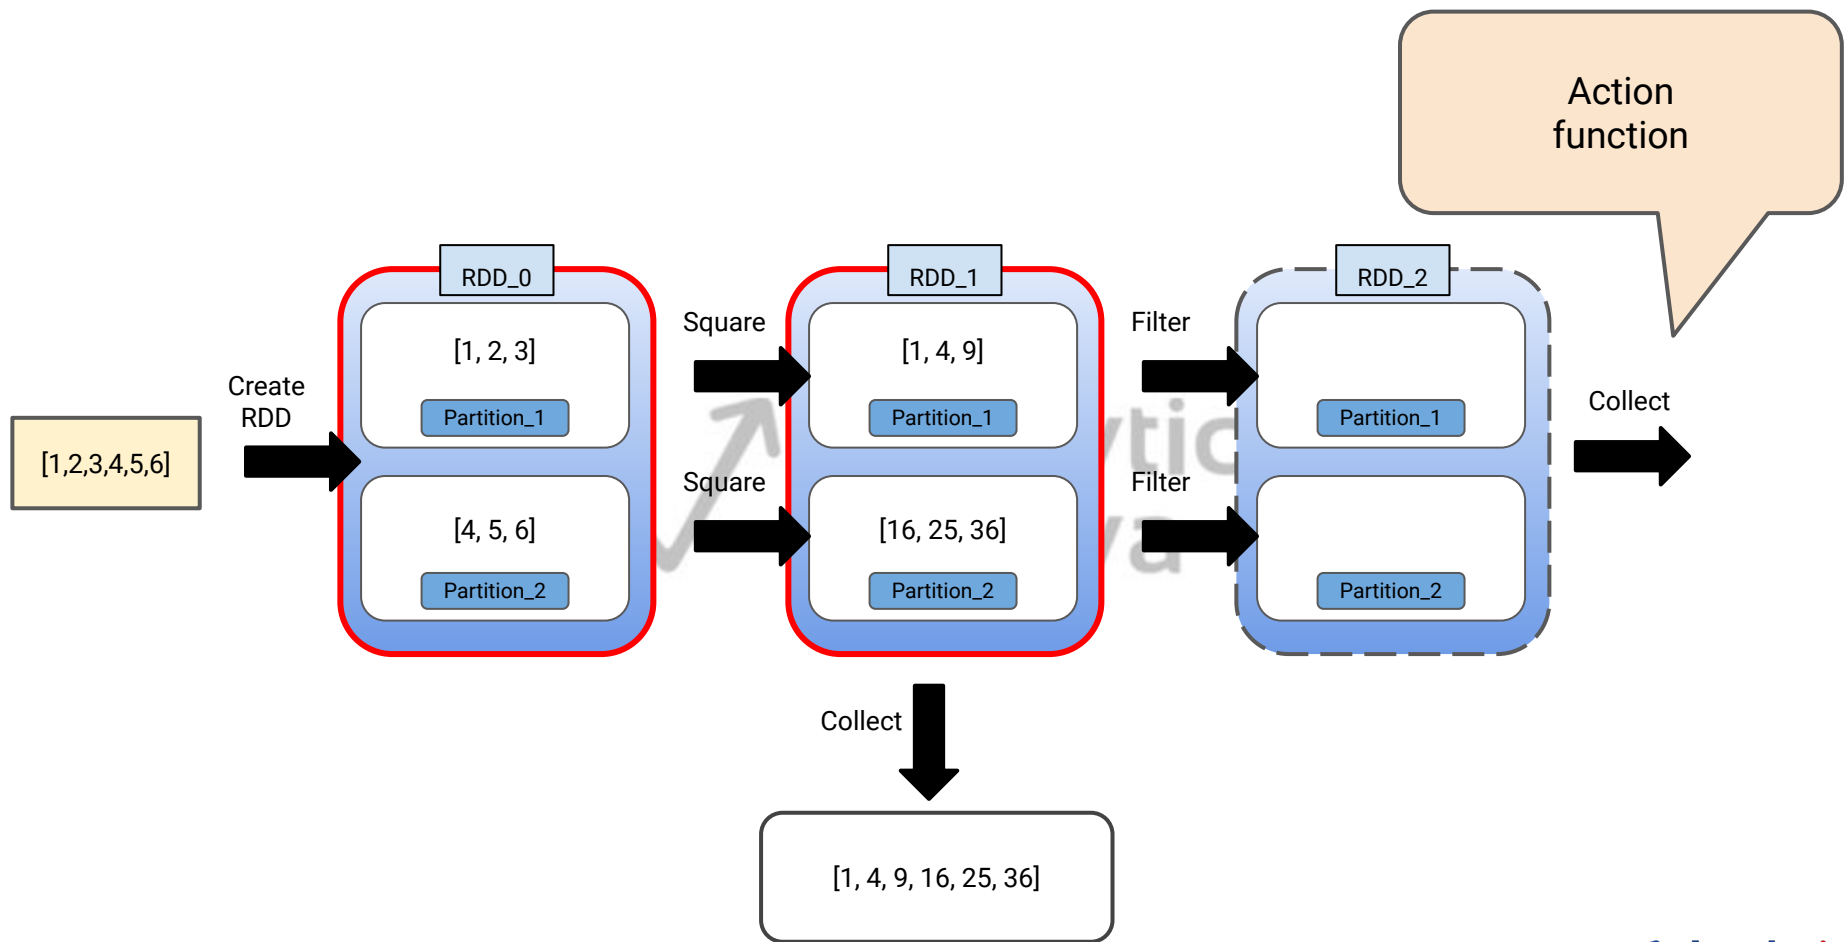 Action
function
RDD_0
RDD_1
RDD_2
[1, 2, 3]
Square
[1, 4, 9]
Filter
Create
RDD
Partition_1
Partition_1
Partition_1
Collect
[1,2,3,4,5,6]
Square
Filter
[4, 5, 6]
[16, 25, 36]
Partition_2
Partition_2
Partition_2
Collect
[1, 4, 9, 16, 25, 36]